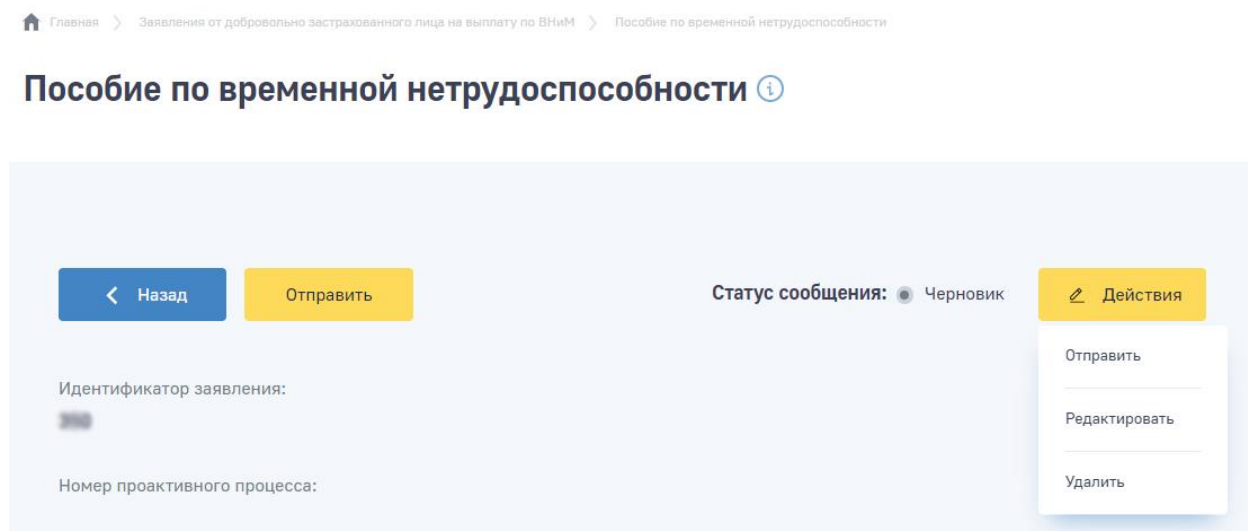 Главная > Заявления от добровольно застрахованного лица на выплату по ВНиМ > Пособие по временной нетрудоспособности
Пособие по временной нетрудоспособности
Назад Отправить Статус сообщения: Черновик Действия
Отправить
Идентификатор заявления:
Редактировать
Номер проактивного процесса:
Удалить